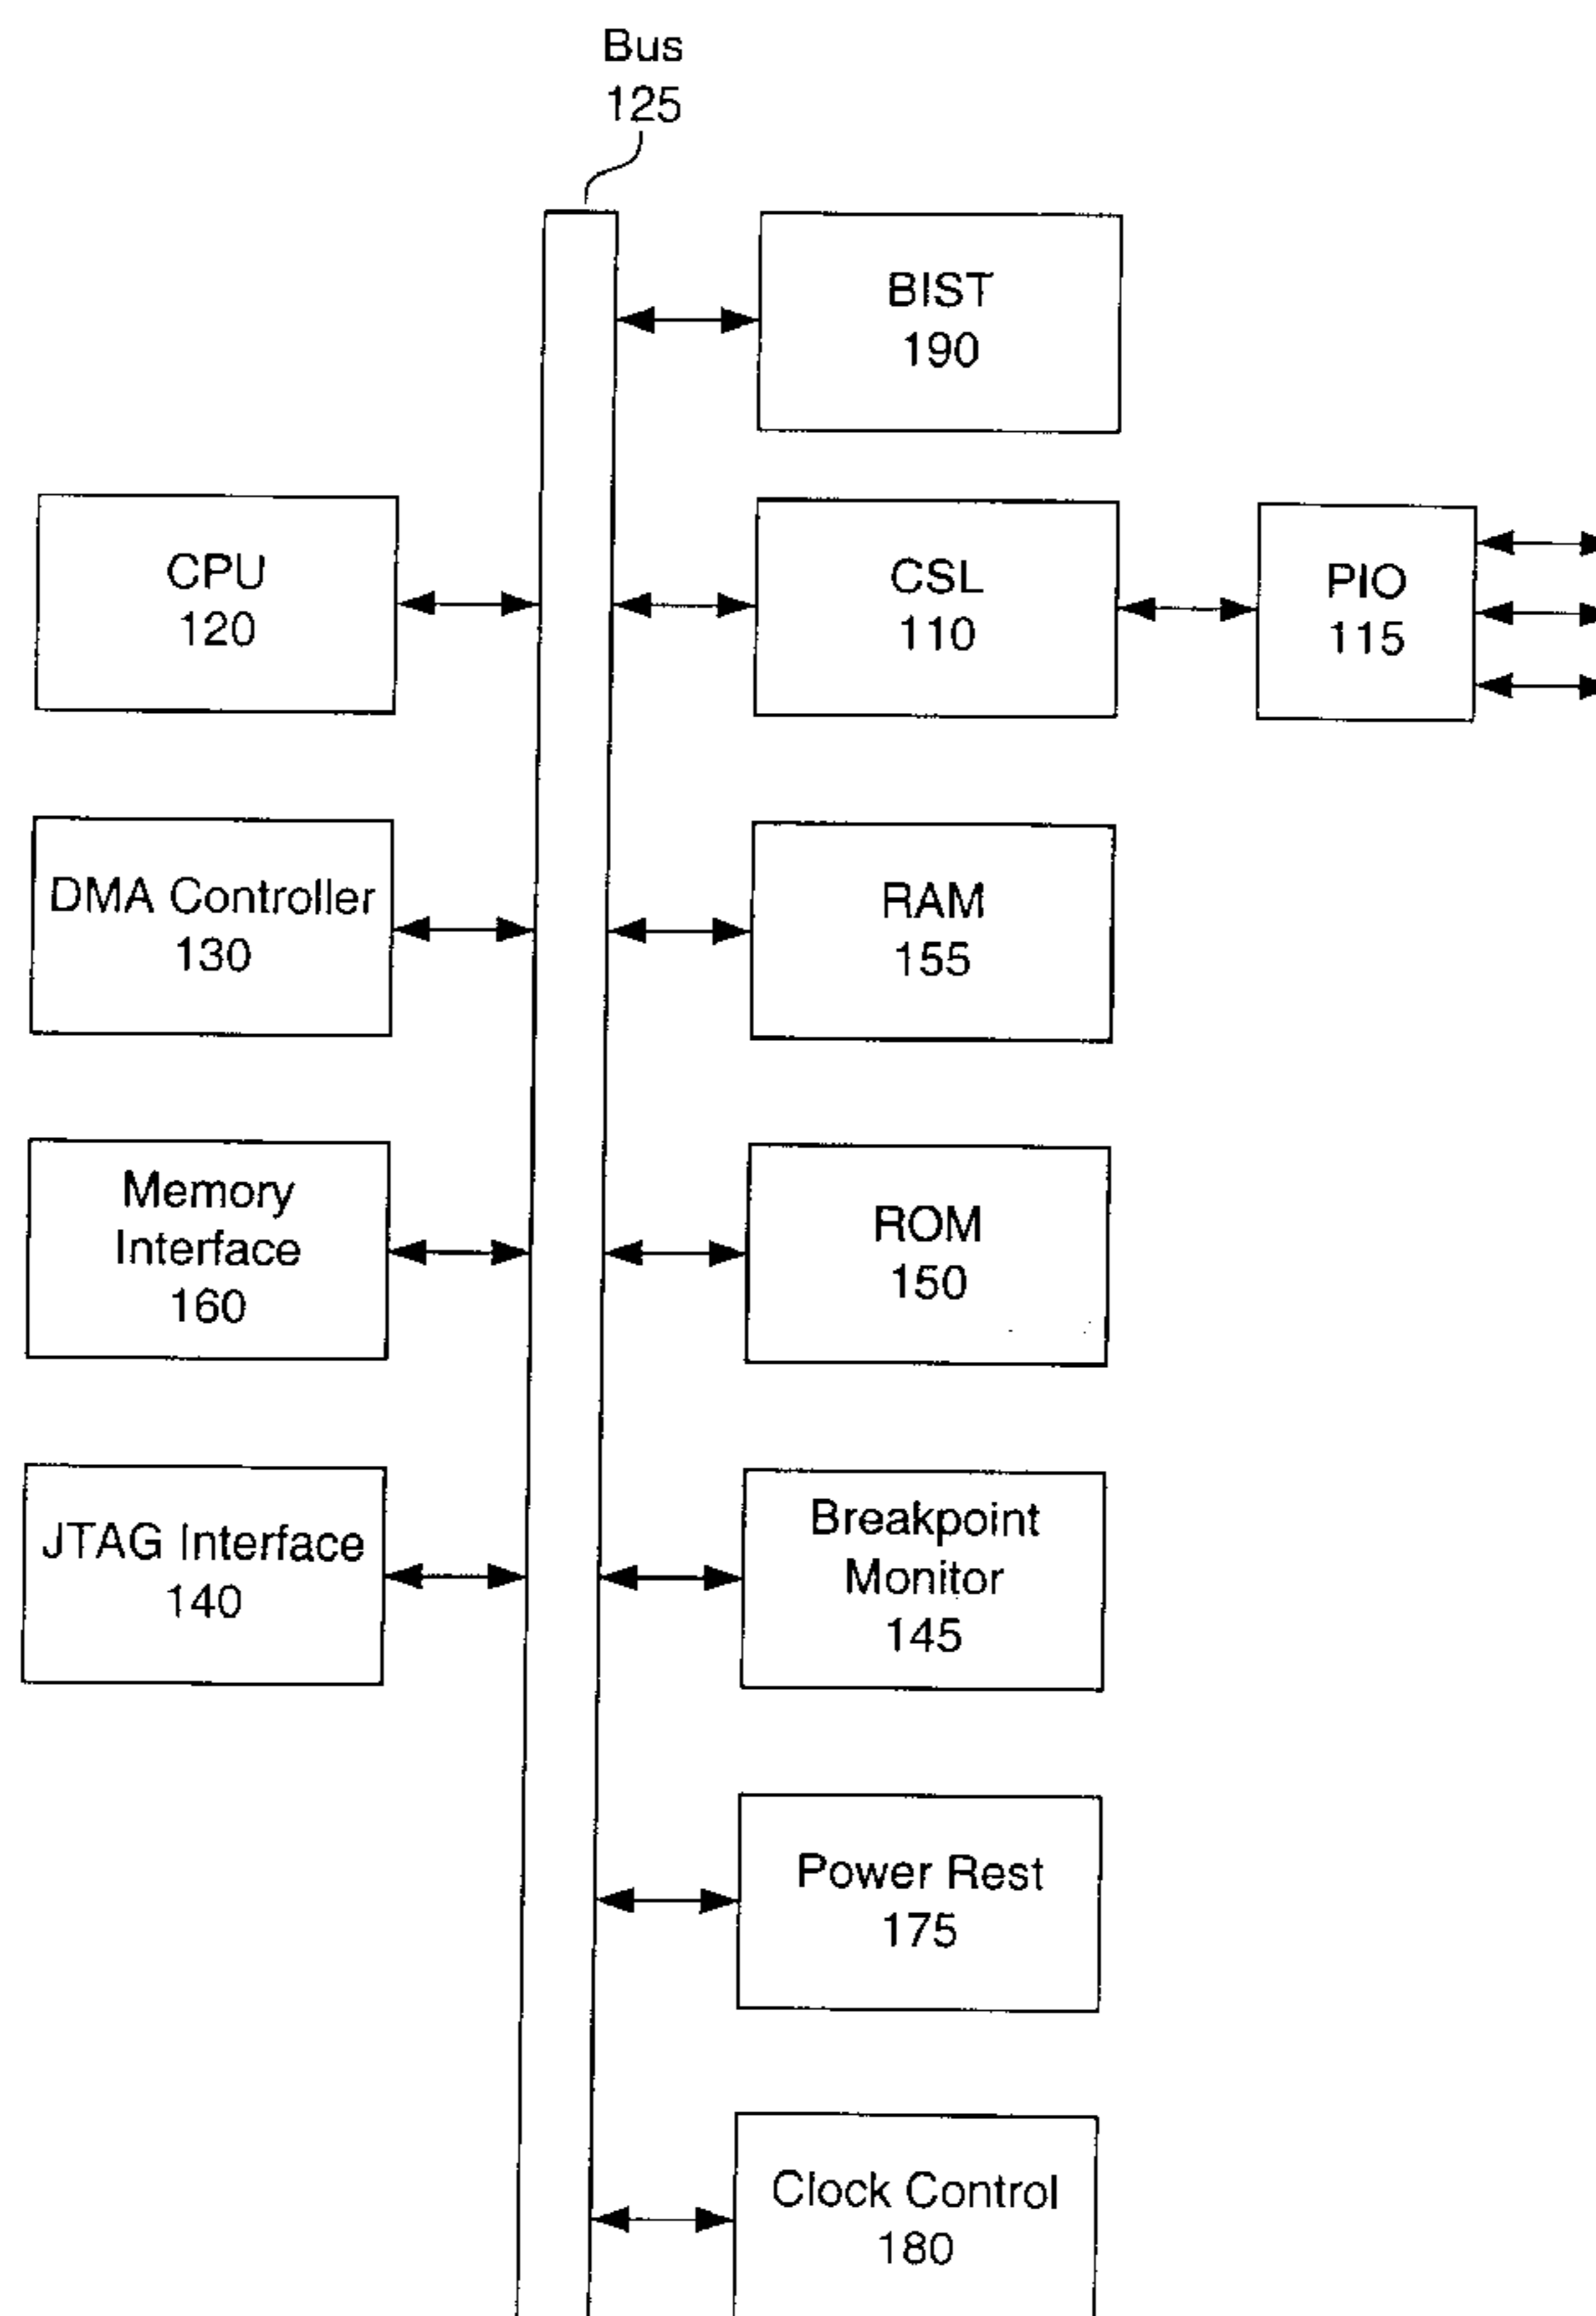 Bus
125
BIST
190
CPU
120
CSL
110
PIO
115
DMA Controller
130
RAM
155
Memory
Interface
160
ROM
150
JTAG Interface
140
Breakpoint
Monitor
145
Power Rest
175
Clock Control
180